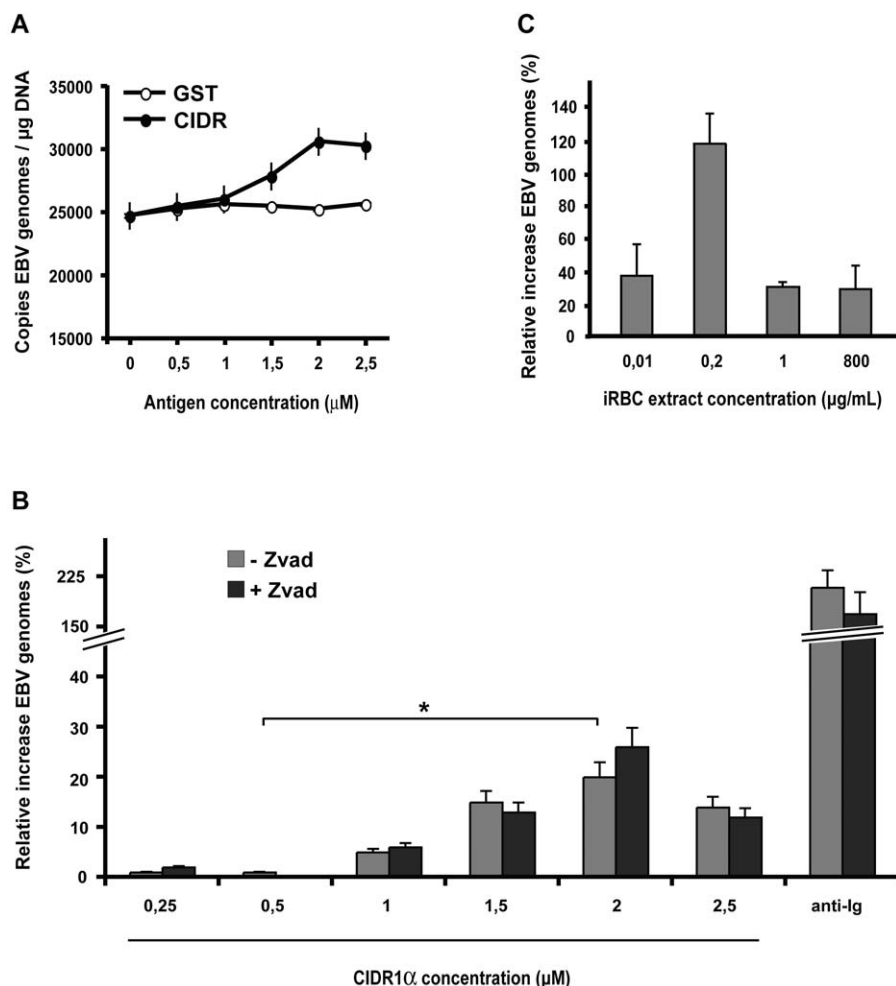 A
Copies EBV genomes / µg DNA
35000
30000
25000
20000
15000
GST
CIDR
0 0,5 1 1,5 2 2,5
Antigen concentration (µM)
C
Relative increase EBV genomes (%)
140
120
100
80
60
40
20
0
0,01 0,2 1 800
iRBC extract concentration (µg/mL)
B
Relative increase EBV genomes (%)
225
150
40
30
20
10
0
- Zvad
+ Zvad
*
0,25 0,5 1 1,5 2 2,5 anti-Ig
CIDR1α concentration (µM)